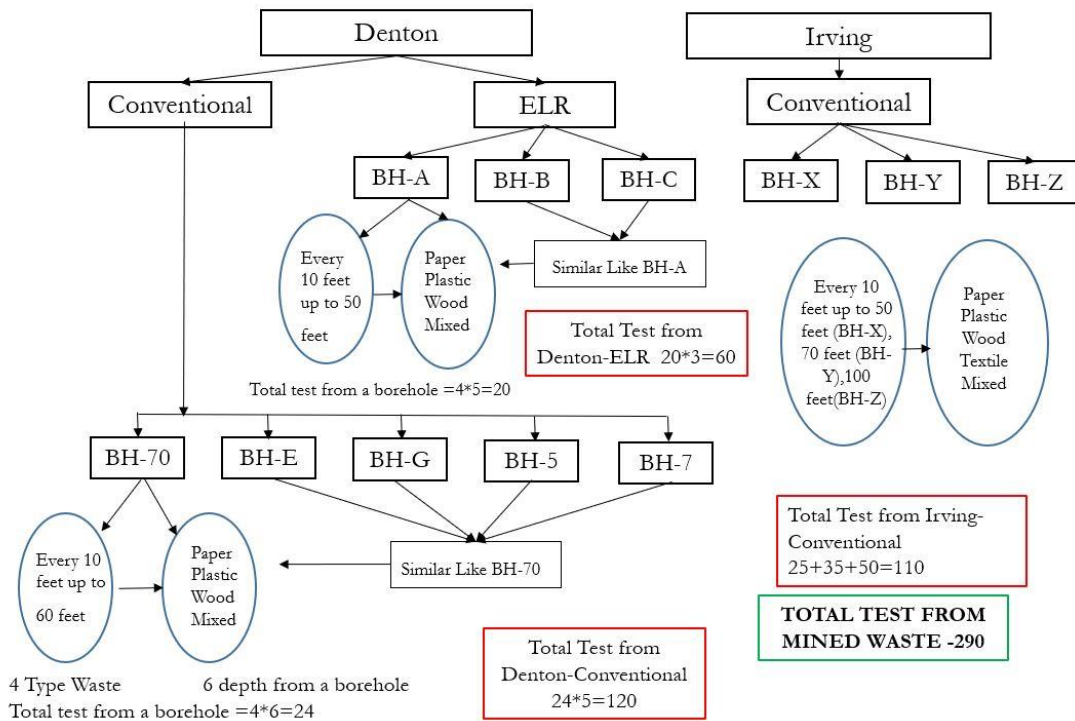 Denton
Irving
Conventional
ELR
Conventional
BH-A
BH-B
BH-C
BH-X
BH-Y
BH-Z
Every
10 feet
up to 50
feet
Paper
Plastic
Wood
Mixed
Similar Like BH-A
Every 10
feet up to 50
feet (BH-X),
70 feet (BH-
Y),100
feet(BH-Z)
Paper
Plastic
Wood
Textile
Mixed
Total Test from
Denton-ELR 20*3=60
Total test from a borehole =4*5=20
BH-70
BH-E
BH-G
BH-5
BH-7
Every 10
feet up to
60 feet
Paper
Plastic
Wood
Mixed
Similar Like BH-70
Total Test from Irving-
Conventional
25+35+50=110
TOTAL TEST FROM
MINED WASTE -290
Total Test from
Denton-Conventional
24*5=120
4 Type Waste 6 depth from a borehole
Total test from a borehole =4*6=24